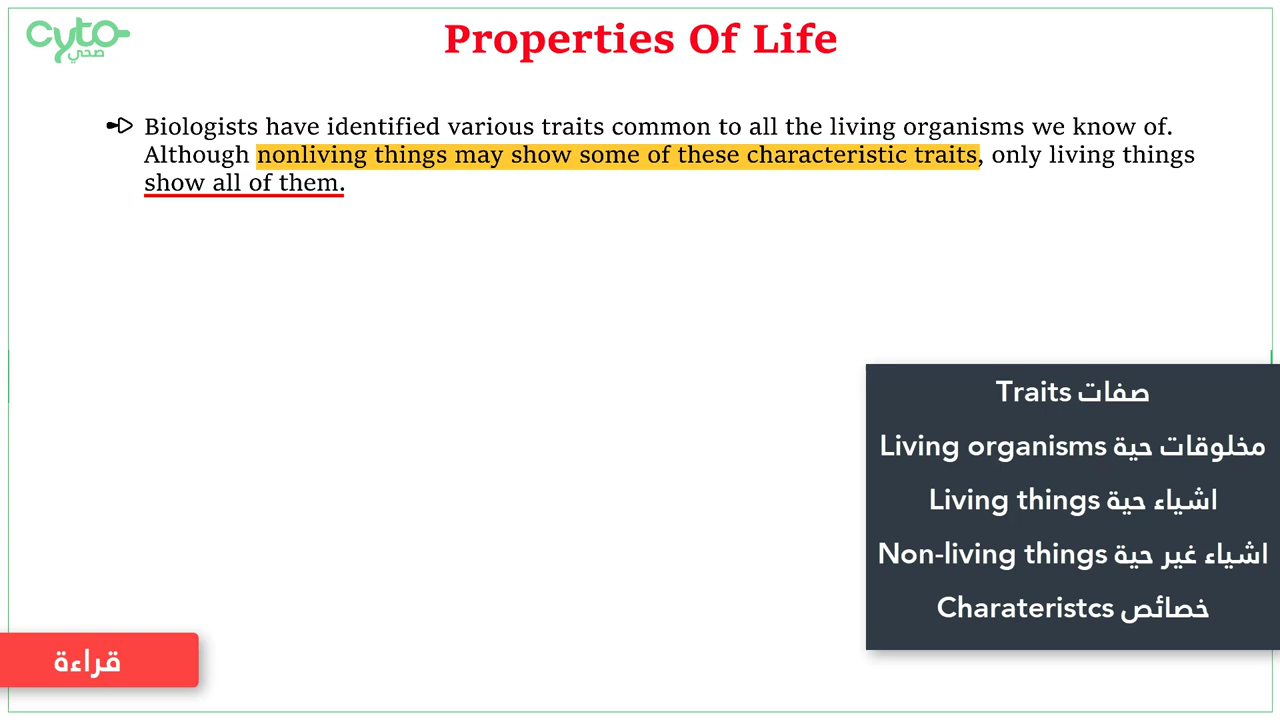 cyto
صحي
Properties Of Life
Biologists have identified various traits common to all the living organisms we know of.
Although nonliving things may show some of these characteristic traits, only living things
show all of them.
Traits صفات
Living organisms مخلوقات حية
Living things اشياء حية
Non-living things اشياء غير حية
Charateristcs خصائص
قراءة